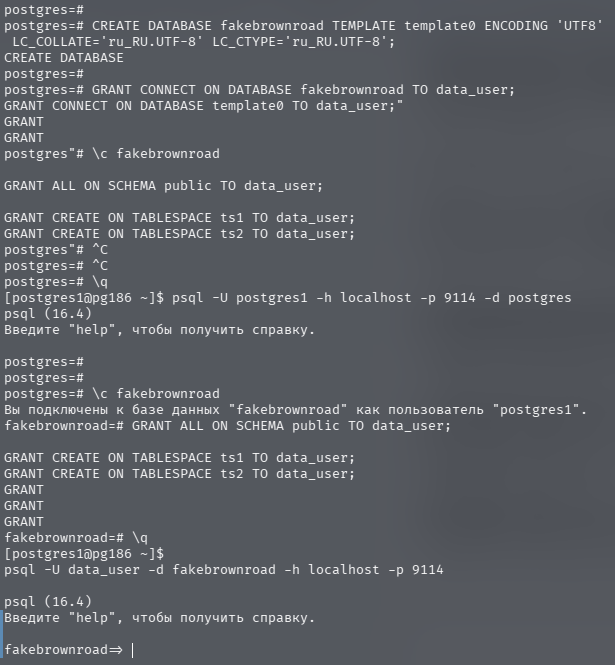 postgres=#
postgres=# CREATE DATABASE fakebrownroad TEMPLATE template0 ENCODING 'UTF8'
 LC_COLLATE='ru_RU.UTF-8' LC_CTYPE='ru_RU.UTF-8';
CREATE DATABASE
postgres=#
postgres=# GRANT CONNECT ON DATABASE fakebrownroad TO data_user;
GRANT CONNECT ON DATABASE template0 TO data_user;"
GRANT
GRANT
postgres"# \c fakebrownroad
GRANT ALL ON SCHEMA public TO data_user;
GRANT CREATE ON TABLESPACE ts1 TO data_user;
GRANT CREATE ON TABLESPACE ts2 TO data_user;
postgres"# ^C
postgres=# ^C
postgres=# \q
[postgres1@pg186 ~]$ psql -U postgres1 -h localhost -p 9114 -d postgres
psql (16.4)
Введите "help", чтобы получить справку.
postgres=#
postgres=#
postgres=# \c fakebrownroad
Вы подключены к базе данных "fakebrownroad" как пользователь "postgres1".
fakebrownroad=# GRANT ALL ON SCHEMA public TO data_user;
GRANT CREATE ON TABLESPACE ts1 TO data_user;
GRANT CREATE ON TABLESPACE ts2 TO data_user;
GRANT
GRANT
GRANT
fakebrownroad=# \q
[postgres1@pg186 ~]$
psql -U data_user -d fakebrownroad -h localhost -p 9114
psql (16.4)
Введите "help", чтобы получить справку.
fakebrownroad=>